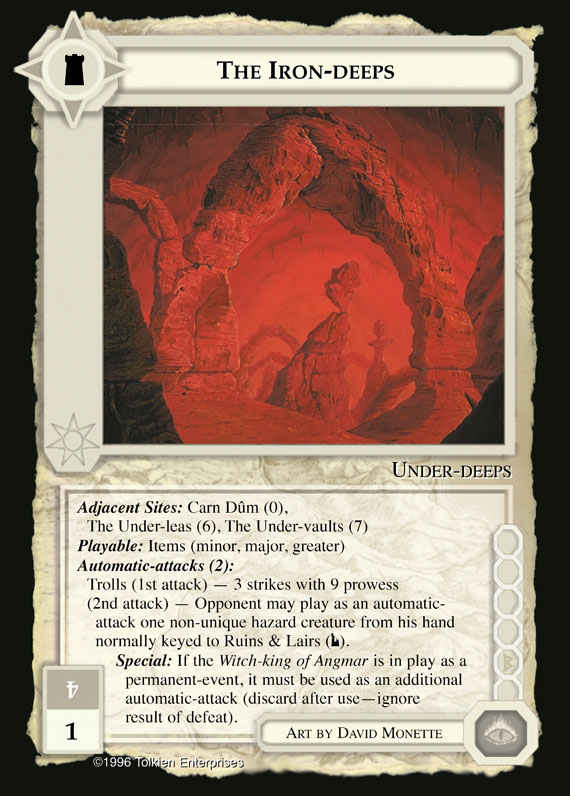 The Iron-deeps
Under-deeps
Adjacent Sites: Carn Dûm (0),
The Under-leas (6), The Under-vaults (7)
Playable: Items (minor, major, greater)
Automatic-attacks (2):
Trolls (1st attack) — 3 strikes with 9 prowess
(2nd attack) — Opponent may play as an automatic-
attack one non-unique hazard creature from his hand
normally keyed to Ruins & Lairs ( ).
Special: If the Witch-king of Angmar is in play as a
permanent-event, it must be used as an additional
automatic-attack (discard after use—ignore
result of defeat).
4
1
Art by David Monette
©1996 Tolkien Enterprises